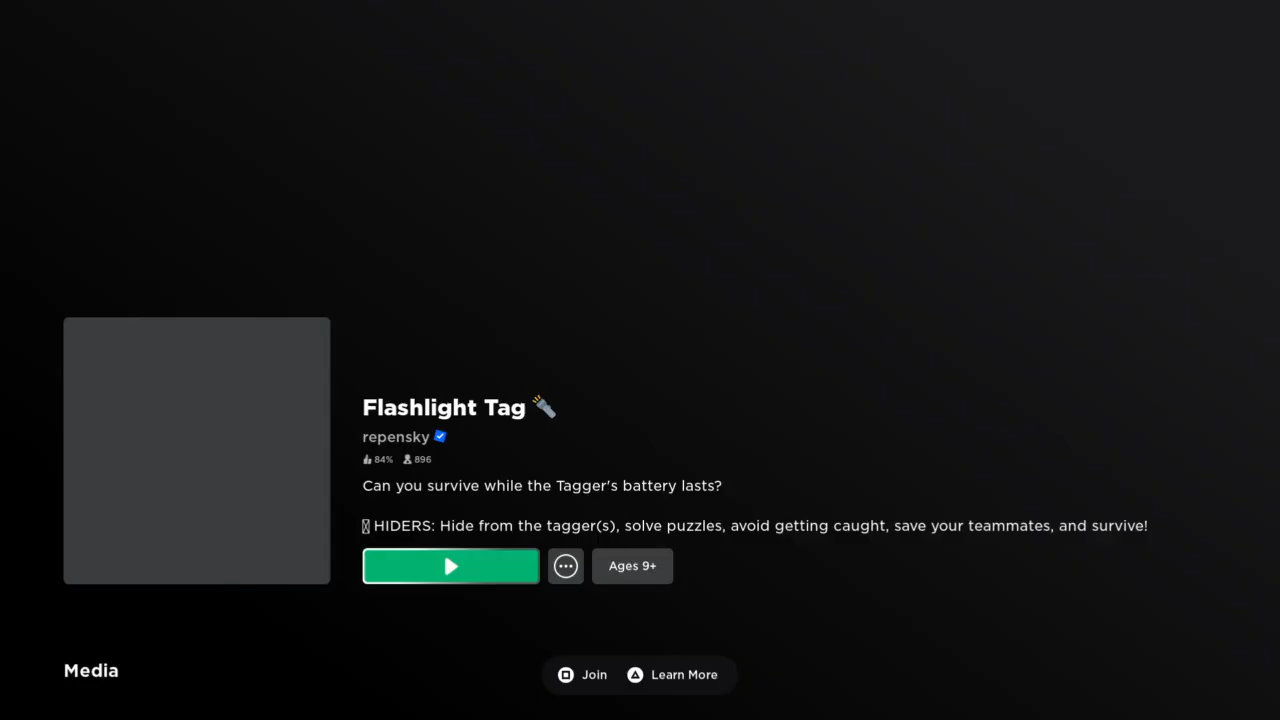 Flashlight Tag 🔦
repensky
84% 896
Can you survive while the Tagger's battery lasts?
HIDERS: Hide from the tagger(s), solve puzzles, avoid getting caught, save your teammates, and survive!
Ages 9+
Media
Join Learn More